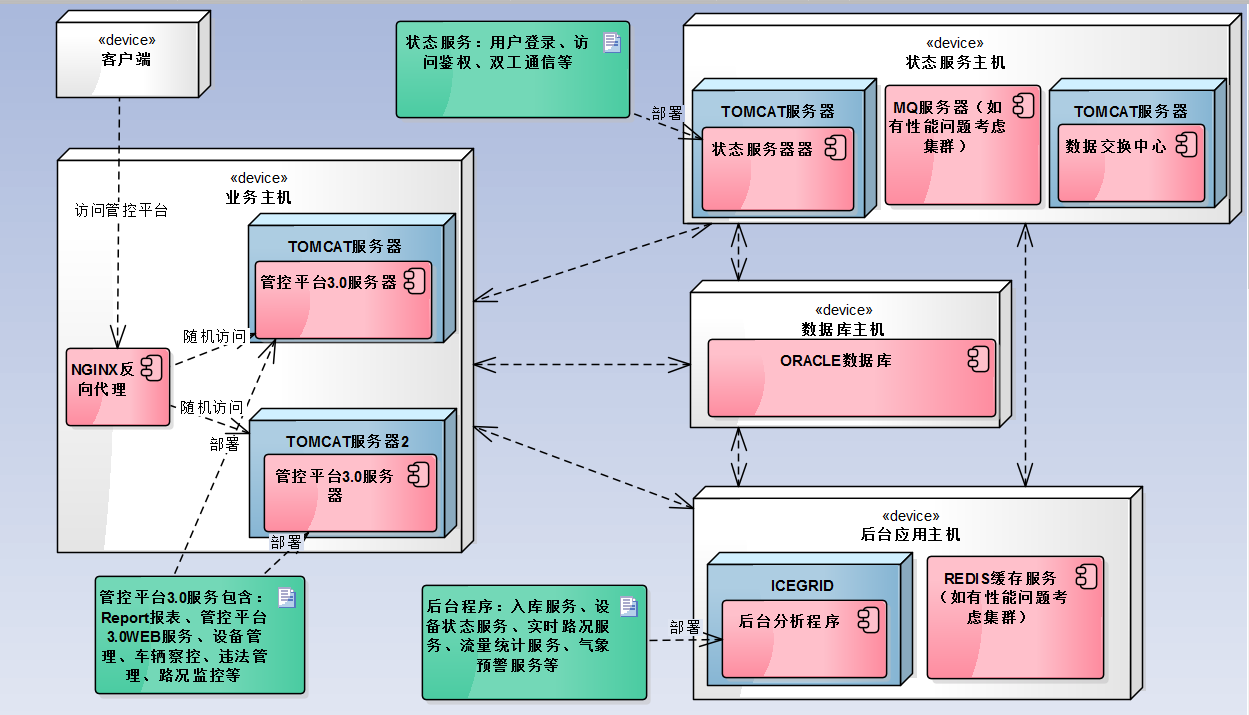 «device»
客户端
状态服务：用户登录、访
问鉴权、双工通信等
部署
«device»
状态服务主机
TOMCAT服务器
状态服务器器
MQ服务器（如
有性能问题考虑
集群）
TOMCAT服务器
数据交换中心
«device»
业务主机
访问管控平台
TOMCAT服务器
管控平台3.0服务器
随机访问
NGINX反
向代理
随机访问
部署
TOMCAT服务器2
管控平台3.0服务
器
部署
«device»
数据库主机
ORACLE数据库
«device»
后台应用主机
ICEGRID
后台分析程序
REDIS缓存服务
（如有性能问题考
虑集群）
管控平台3.0服务包含：
Report报表、管控平台
3.0WEB服务、设备管
理、车辆察控、违法管
理、路况监控等
后台程序：入库服务、设
备状态服务、实时路况服
务、流量统计服务、气象
预警服务等
部署